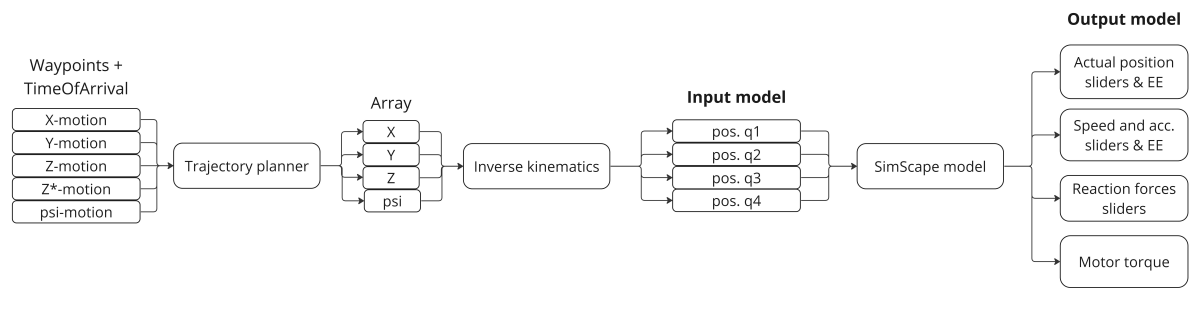 Waypoints +
TimeOfArrival
X-motion
Y-motion
Z-motion
Z*-motion
psi-motion
Trajectory planner
Array
X
Y
Z
psi
Inverse kinematics
Input model
pos. q1
pos. q2
pos. q3
pos. q4
SimScape model
Output model
Actual position
sliders & EE
Speed and acc.
sliders & EE
Reaction forces
sliders
Motor torque